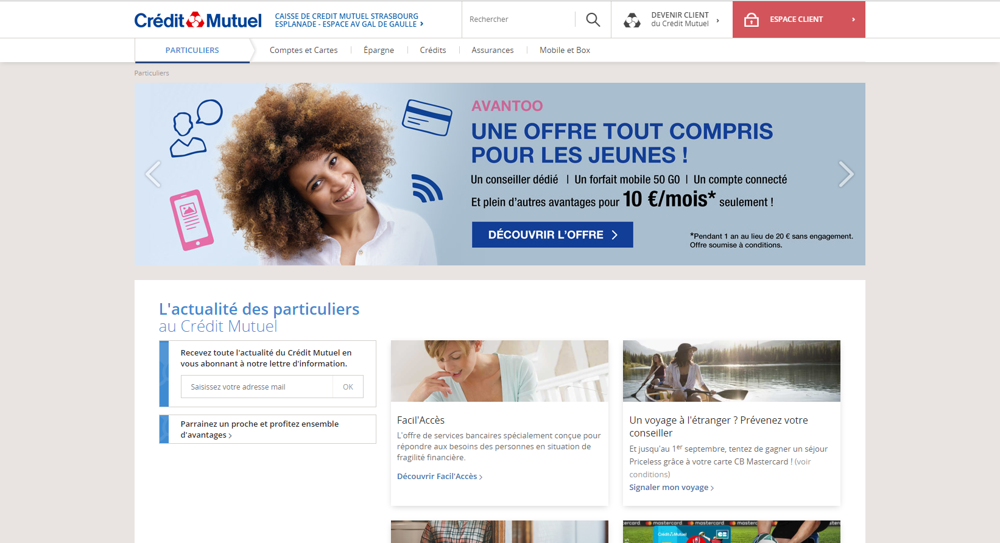 Crédit Mutuel
CAISSE DE CREDIT MUTUEL STRASBOURG
ESPLANADE - ESPACE AV GAL DE GAULLE
Rechercher
DEVENIR CLIENT
du Crédit Mutuel
ESPACE CLIENT
PARTICULIERS
Comptes et Cartes
Épargne
Crédits
Assurances
Mobile et Box
Particuliers
AVANTOO
UNE OFFRE TOUT COMPRIS
POUR LES JEUNES !
Un conseiller dédié | Un forfait mobile 50 GO | Un compte connecté
Et plein d'autres avantages pour 10 €/mois* seulement !
DÉCOUVRIR L'OFFRE
*Pendant 1 an au lieu de 20 € sans engagement.
Offre soumise à conditions.
L'actualité des particuliers
au Crédit Mutuel
Recevez toute l'actualité du Crédit Mutuel en
vous abonnant à notre lettre d'information.
Saisissez votre adresse mail
OK
Parrainez un proche et profitez ensemble
d'avantages
Facil'Accès
L'offre de services bancaires spécialement conçue pour
répondre aux besoins des personnes en situation de
fragilité financière.
Découvrir Facil'Accès
Un voyage à l'étranger ? Prévenez votre
conseiller
Et jusqu'au 1er septembre, tentez de gagner un séjour
Priceless grâce à votre carte CB Mastercard ! (voir
conditions)
Signaler mon voyage
mastercard mastercard mastercard
Crédit Mutuel
CB